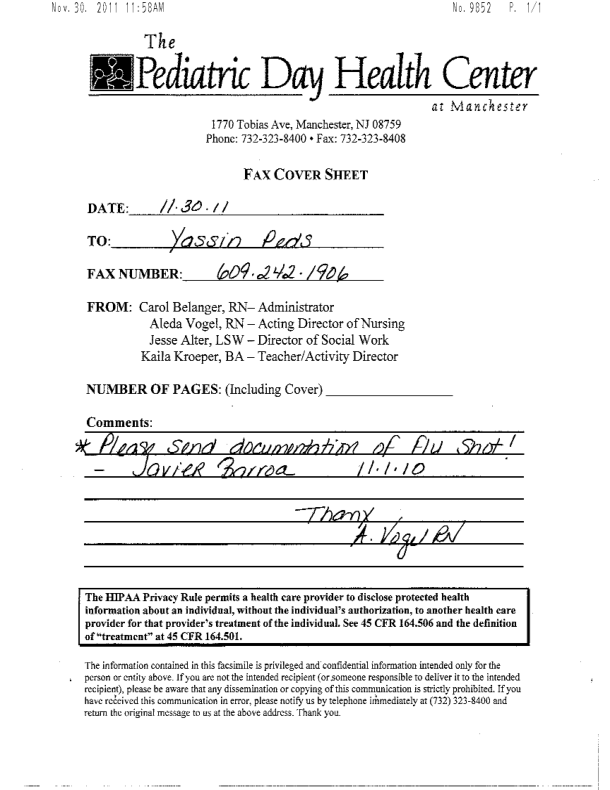 Nov. 30. 2011 11:58AM No. 9852 P. 1/1
The
Pediatric Day Health Center
at Manchester
1770 Tobias Ave, Manchester, NJ 08759
Phone: 732-323-8400 • Fax: 732-323-8408
FAX COVER SHEET
DATE: 11.30.11
TO: Yassin Peds
FAX NUMBER: 609.242.1906
FROM: Carol Belanger, RN– Administrator
Aleda Vogel, RN – Acting Director of Nursing
Jesse Alter, LSW – Director of Social Work
Kaila Kroeper, BA – Teacher/Activity Director
NUMBER OF PAGES: (Including Cover)
Comments:
* Please send documentation of flu shot!
– Javier Barroa 11.1.10
Thanx,
A. Vogel RN
The HIPAA Privacy Rule permits a health care provider to disclose protected health
information about an individual, without the individual's authorization, to another health care
provider for that provider's treatment of the individual. See 45 CFR 164.506 and the definition
of "treatment" at 45 CFR 164.501.
The information contained in this facsimile is privileged and confidential information intended only for the
person or entity above. If you are not the intended recipient (or someone responsible to deliver it to the intended
recipient), please be aware that any dissemination or copying of this communication is strictly prohibited. If you
have received this communication in error, please notify us by telephone immediately at (732) 323-8400 and
return the original message to us at the above address. Thank you.